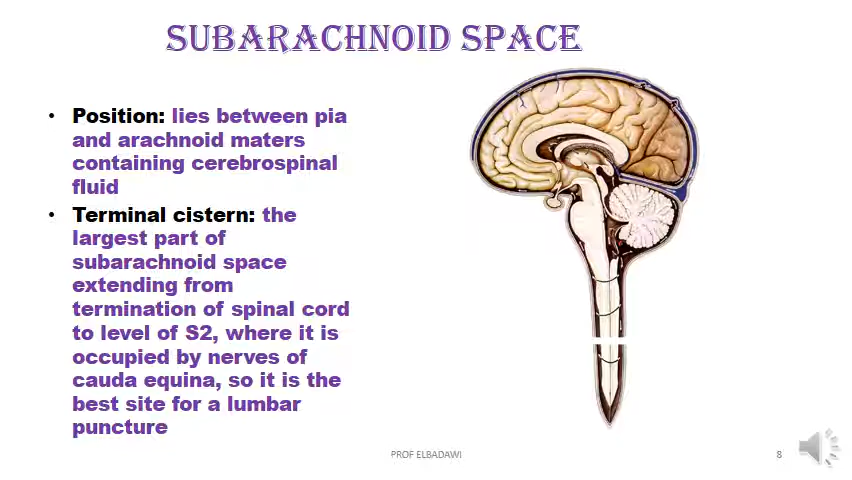 SUBARACHNOID SPACE
• Position: lies between pia
and arachnoid maters
containing cerebrospinal
fluid
• Terminal cistern: the
largest part of
subarachnoid space
extending from
termination of spinal cord
to level of S2, where it is
occupied by nerves of
cauda equina, so it is the
best site for a lumbar
puncture
PROF ELBADAWI
8